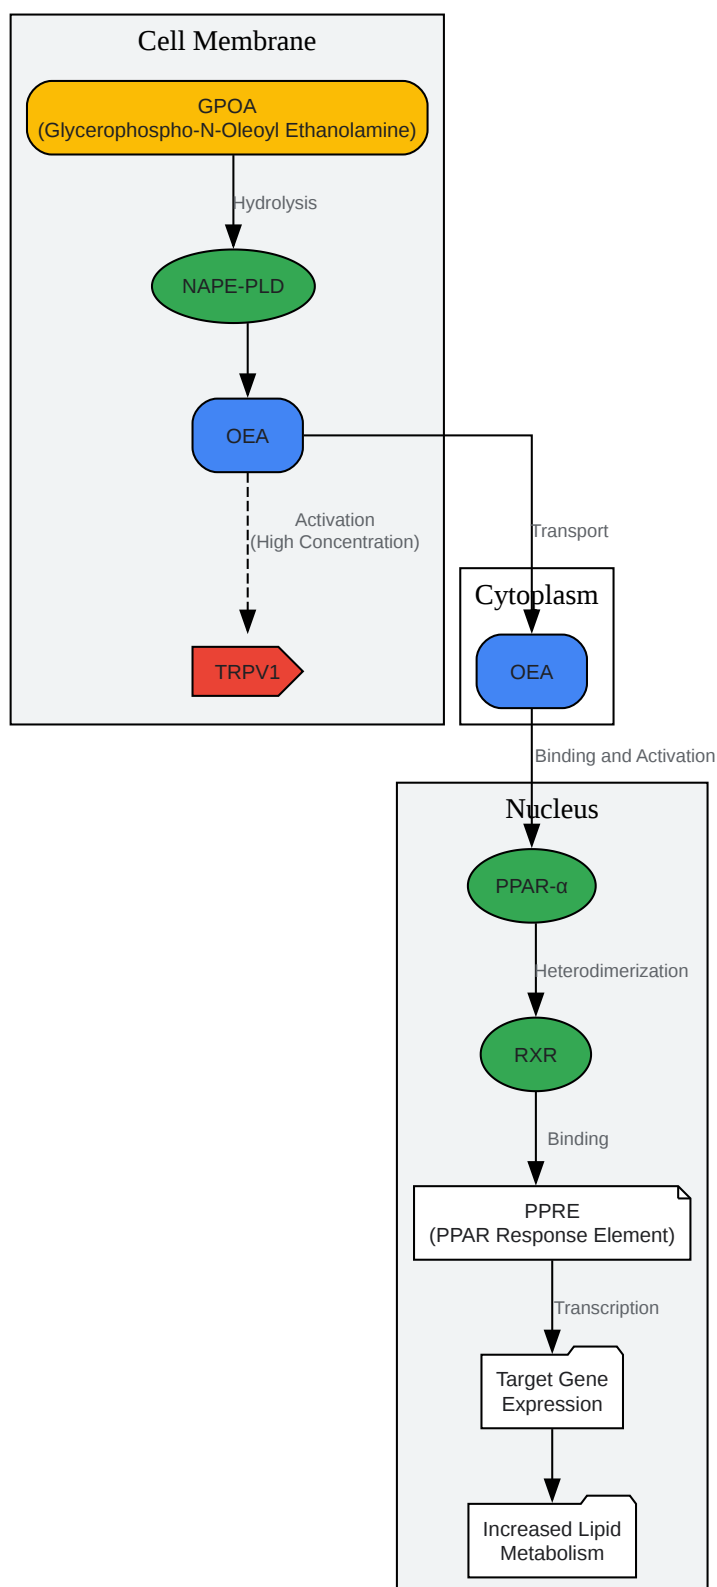 Cell Membrane
GPOA
(Glycerophospho-N-Oleoyl Ethanolamine)
Hydrolysis
NAPE-PLD
OEA
Activation
(High Concentration)
Transport
TRPV1
Cytoplasm
OEA
Binding and Activation
Nucleus
PPAR-α
Heterodimerization
RXR
Binding
PPRE
(PPAR Response Element)
Transcription
Target Gene
Expression
Increased Lipid
Metabolism